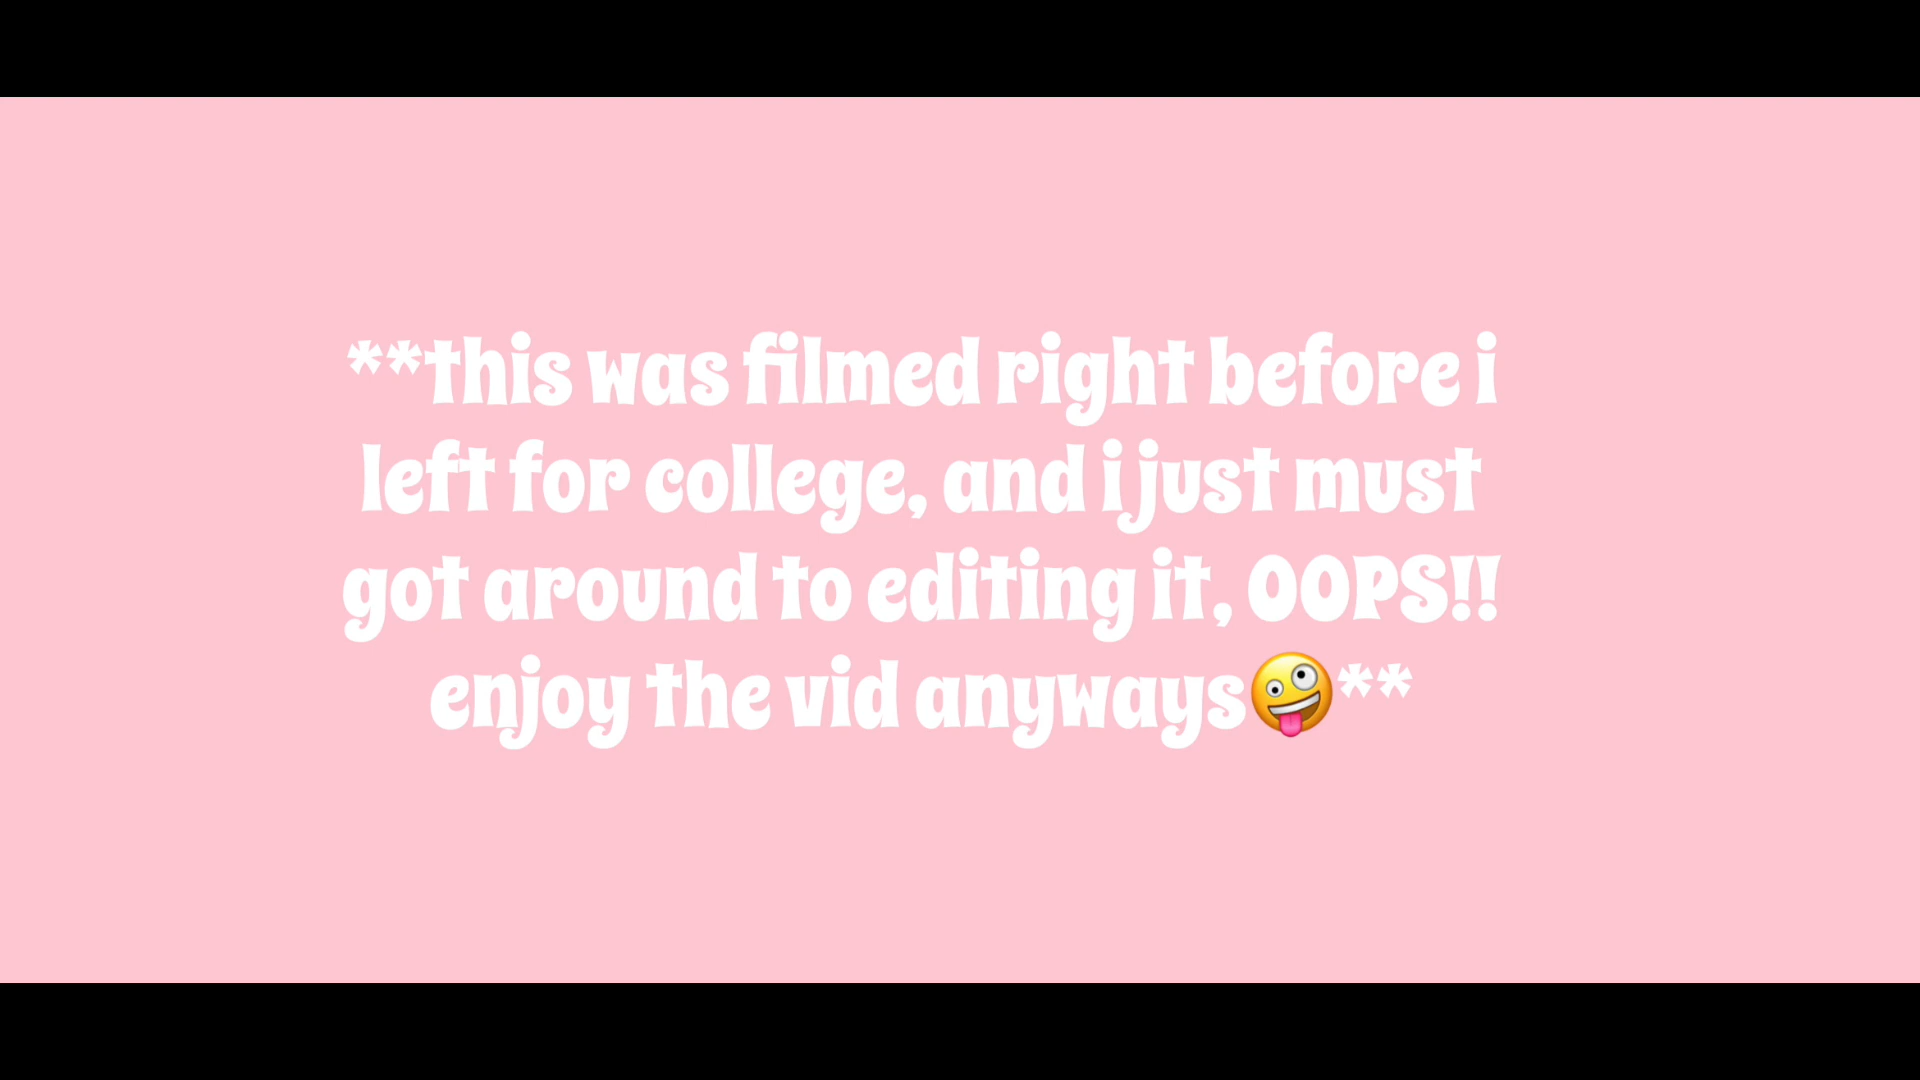 **this was filmed right before i
left for college, and i just must
got around to editing it, OOPS!!
enjoy the vid anyways🤪**